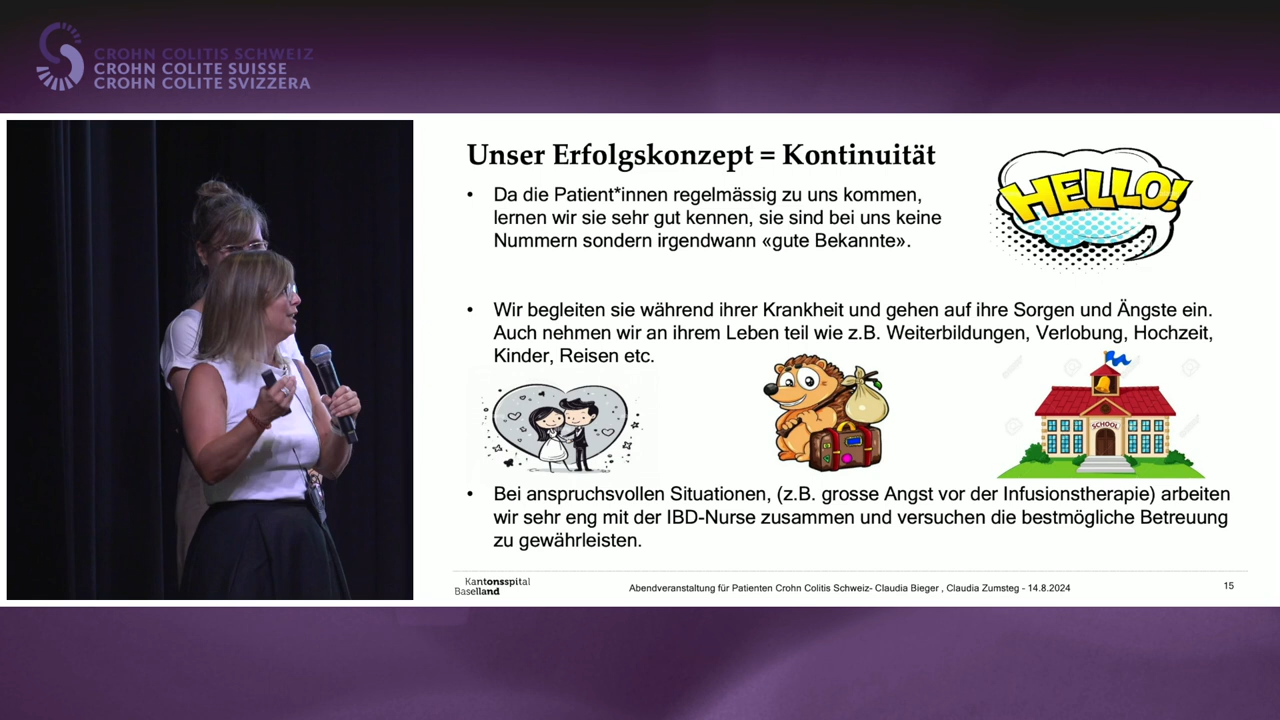 CROHN COLITIS SCHWEIZ
CROHN COLITE SUISSE
CROHN COLITE SVIZZERA
Unser Erfolgskonzept = Kontinuität
• Da die Patient*innen regelmässig zu uns kommen,
lernen wir sie sehr gut kennen, sie sind bei uns keine
Nummern sondern irgendwann «gute Bekannte».
HELLO!
• Wir begleiten sie während ihrer Krankheit und gehen auf ihre Sorgen und Ängste ein.
Auch nehmen wir an ihrem Leben teil wie z.B. Weiterbildungen, Verlobung, Hochzeit,
Kinder, Reisen etc.
SCHOOL
• Bei anspruchsvollen Situationen, (z.B. grosse Angst vor der Infusionstherapie) arbeiten
wir sehr eng mit der IBD-Nurse zusammen und versuchen die bestmögliche Betreuung
zu gewährleisten.
Kantonsspital
Baselland
Abendveranstaltung für Patienten Crohn Colitis Schweiz- Claudia Bieger , Claudia Zumsteg - 14.8.2024
15